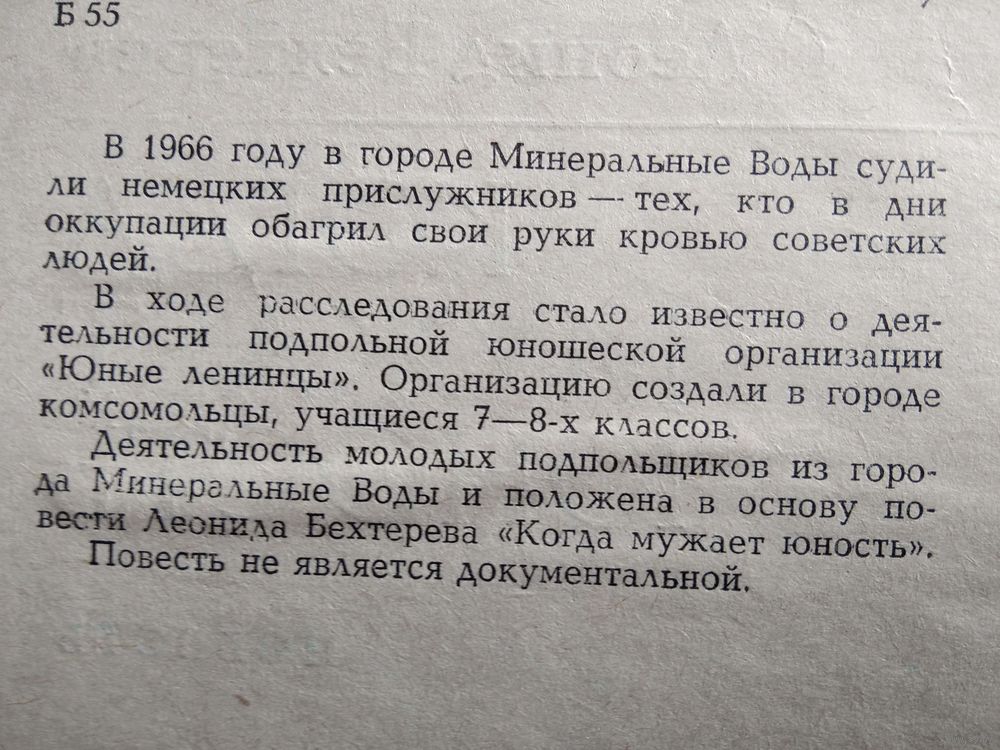 Б 55
В 1966 году в городе Минеральные Воды суди-
ли немецких прислужников — тех, кто в дни
оккупации обагрил свои руки кровью советских
людей.
В ходе расследования стало известно о дея-
тельности подпольной юношеской организации
«Юные ленинцы». Организацию создали в городе
комсомольцы, учащиеся 7—8-х классов.
Деятельность молодых подпольщиков из горо-
да Минеральные Воды и положена в основу по-
вести Леонида Бехтерева «Когда мужает юность».
Повесть не является документальной.